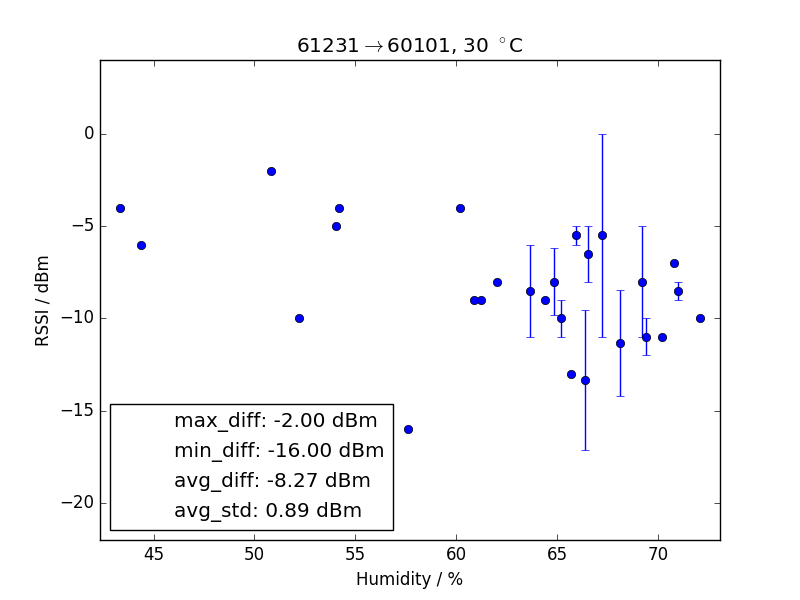 61231→60101, 30 °C
0
−5
−10
−15
−20
RSSI / dBm
max_diff: -2.00 dBm
min_diff: -16.00 dBm
avg_diff: -8.27 dBm
avg_std: 0.89 dBm
45 50 55 60 65 70
Humidity / %